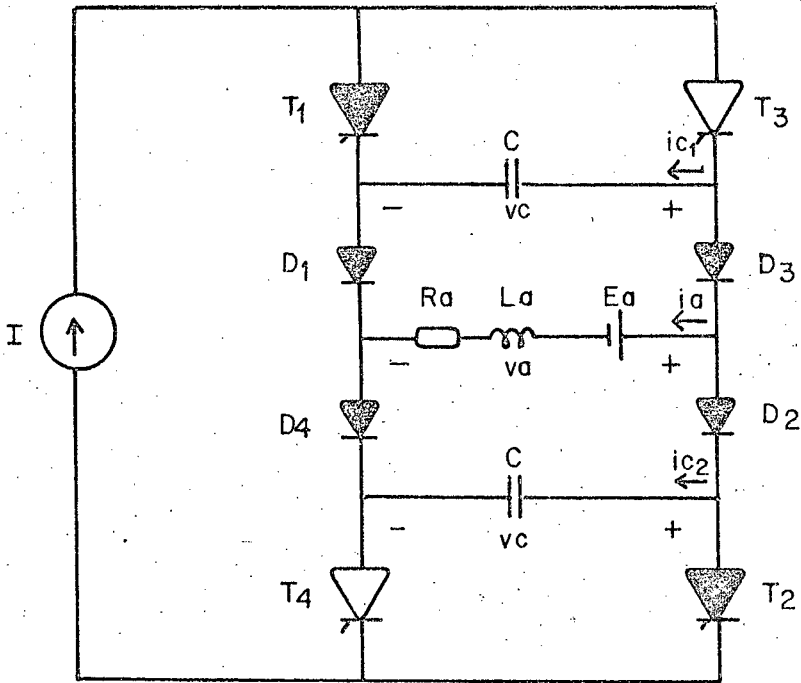 T1
T3
ic1
C
- vc +
D1
D3
Ra La Ea ia
I
- va +
D4
D2
C
ic2
- vc +
T4
T2